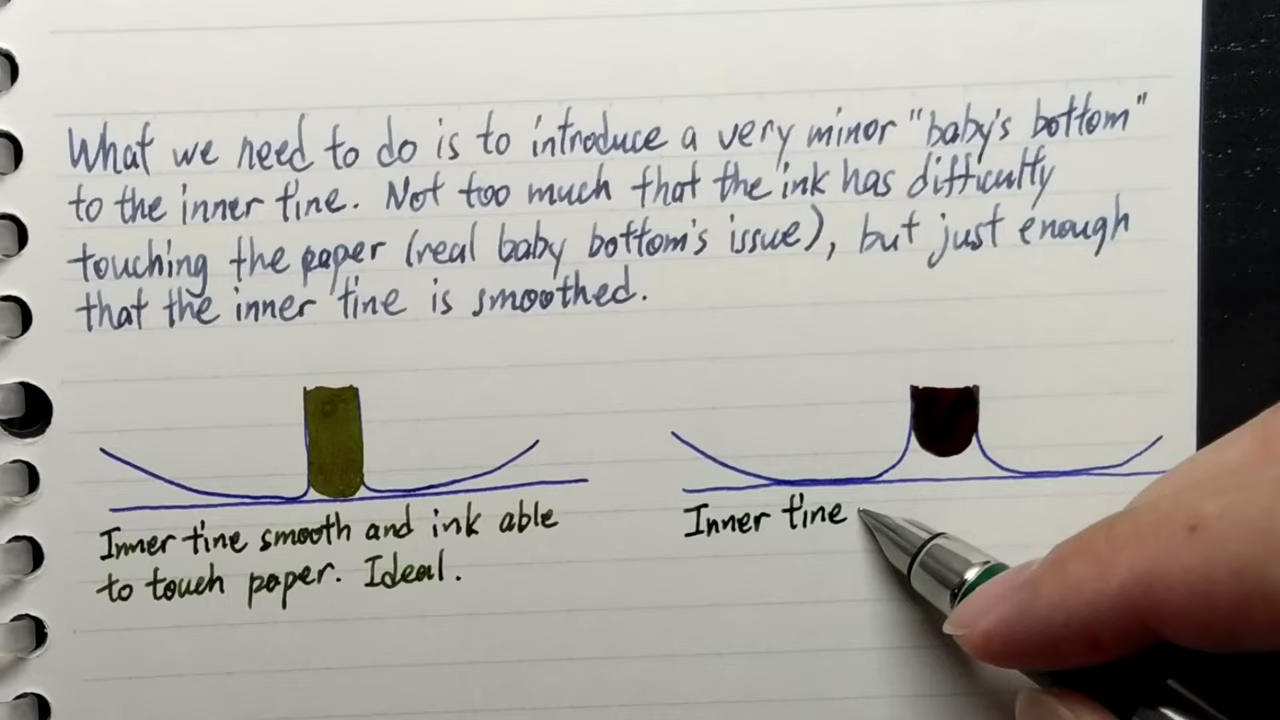 What we need to do is to introduce a very minor "baby's bottom"
to the inner tine. Not too much that the ink has difficulty
touching the paper (real baby bottom's issue), but just enough
that the inner tine is smoothed.
Inner tine smooth and ink able
to touch paper. Ideal.
Inner tine